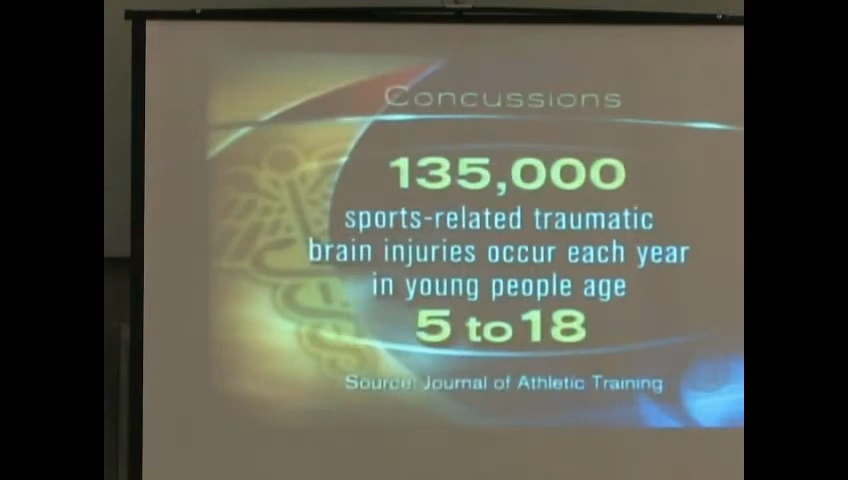 Concussions
135,000
sports-related traumatic
brain injuries occur each year
in young people age
5 to 18
Source: Journal of Athletic Training